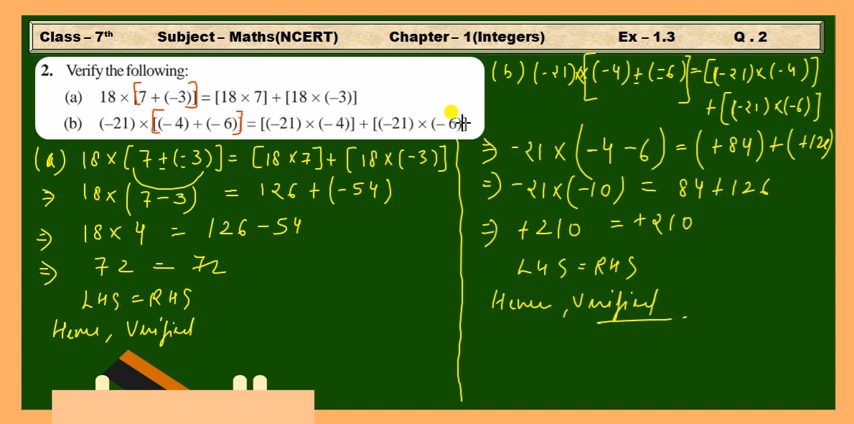 Class – 7th Subject – Maths(NCERT) Chapter – 1(Integers) Ex – 1.3 Q . 2
2. Verify the following:
(a) 18 × [7 + (–3)] = [18 × 7] + [18 × (–3)]
(b) (–21) × [(– 4) + (– 6)] = [(–21) × (– 4)] + [(–21) × (– 6)]
(a) 18 × [7 + (-3)] = [18 × 7] + [18 × (-3)]
⇒ 18 × (7 - 3) = 126 + (-54)
⇒ 18 × 4 = 126 - 54
⇒ 72 = 72
LHS = RHS
Hence, Verified
(b) (-21) × [(-4) + (-6)] = [(-21) × (-4)]
+ [(-21) × (-6)]
⇒ -21 × (-4 - 6) = (+84) + (+126)
⇒ -21 × (-10) = 84 + 126
⇒ +210 = +210
LHS = RHS
Hence, Verified.